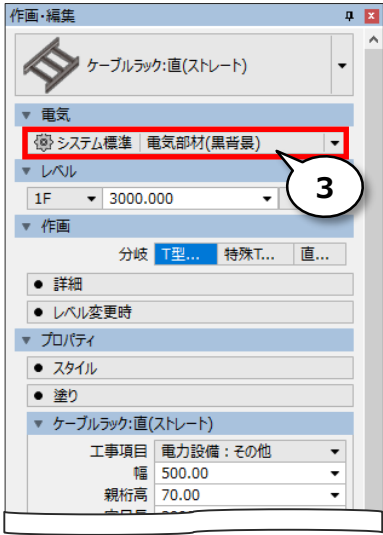 作画・編集
ケーブルラック:直(ストレート)
電気
システム標準 電気部材(黒背景)
レベル
3
1F 3000.000
作画
分岐 T型... 特殊T... 直...
詳細
レベル変更時
プロパティ
スタイル
塗り
ケーブルラック:直(ストレート)
工事項目 電力設備：その他
幅 500.00
親桁高 70.00